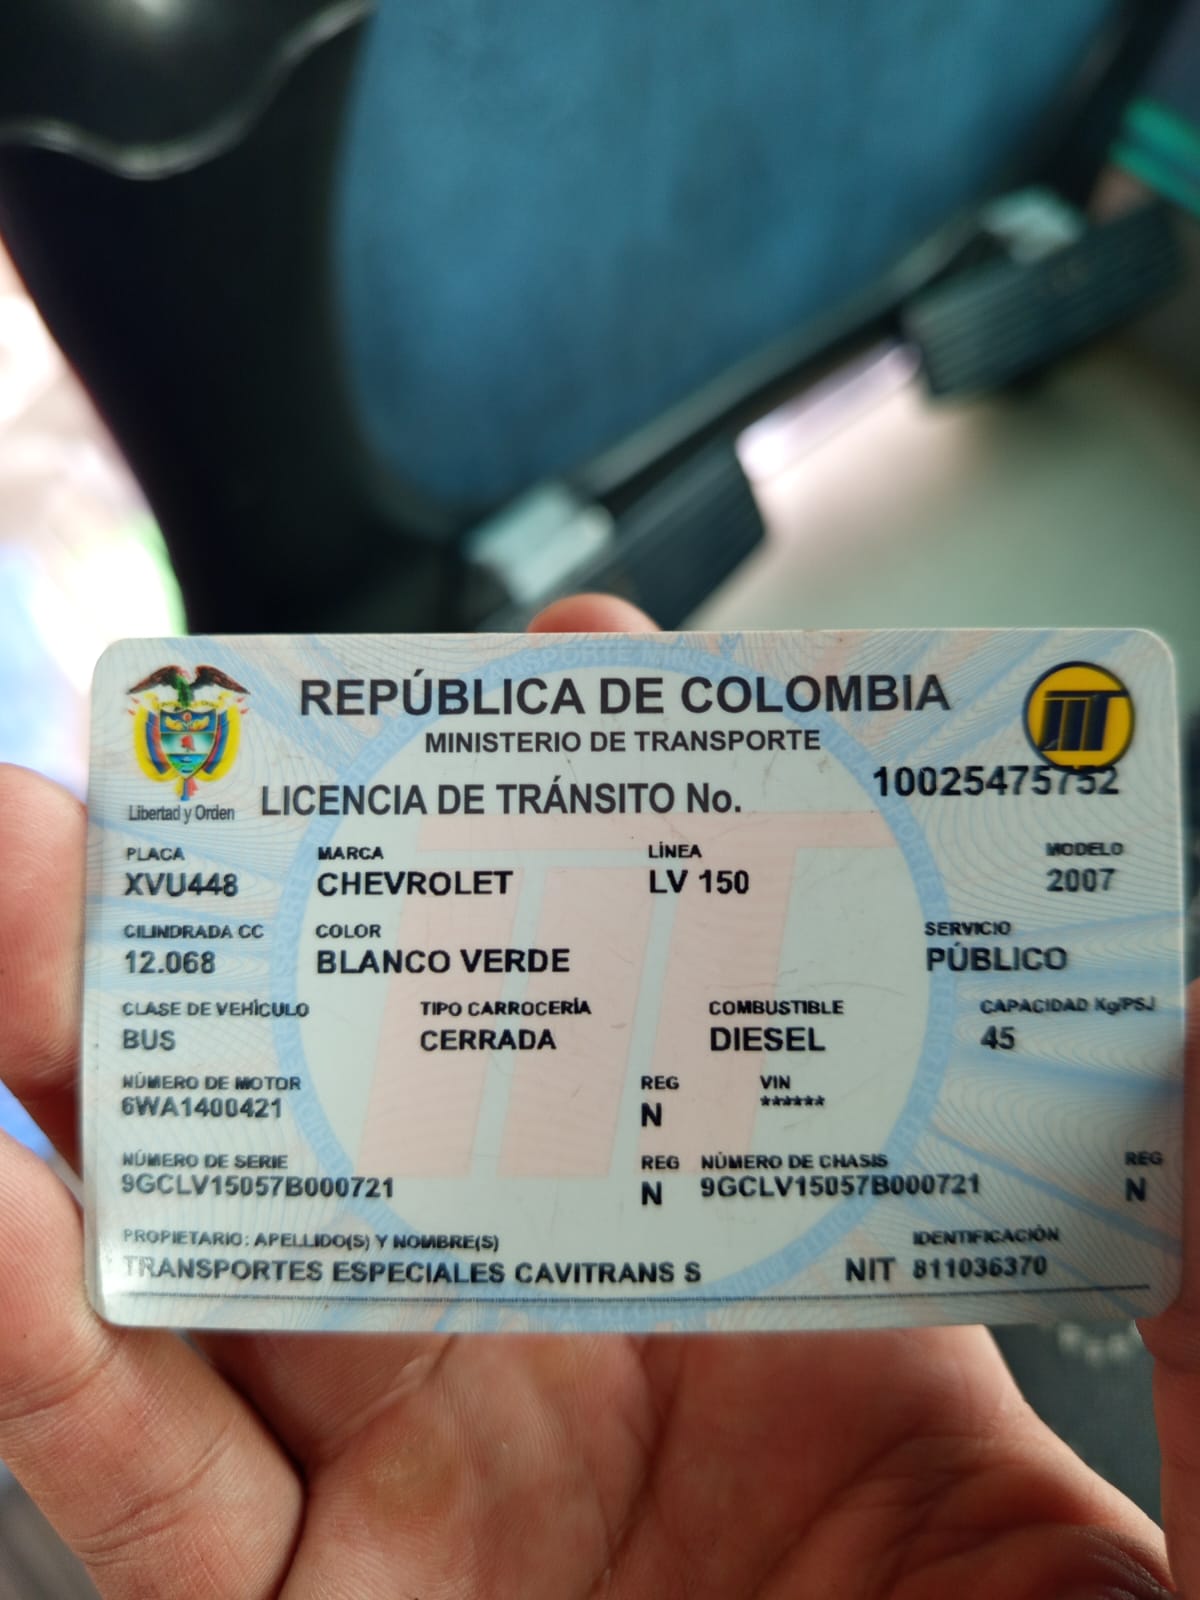 REPÚBLICA DE COLOMBIA
MINISTERIO DE TRANSPORTE
Libertad y Orden
LICENCIA DE TRÁNSITO No. 10025475752
PLACA MARCA LÍNEA MODELO
XVU448 CHEVROLET LV 150 2007
CILINDRADA CC COLOR SERVICIO
12.068 BLANCO VERDE PÚBLICO
CLASE DE VEHÍCULO TIPO CARROCERÍA COMBUSTIBLE CAPACIDAD Kg/PSJ
BUS CERRADA DIESEL 45
NÚMERO DE MOTOR REG VIN
6WA1400421 N ******
NÚMERO DE SERIE REG NÚMERO DE CHASIS REG
9GCLV15057B000721 N 9GCLV15057B000721 N
PROPIETARIO: APELLIDO(S) Y NOMBRE(S) IDENTIFICACIÓN
TRANSPORTES ESPECIALES CAVITRANS S NIT 811036370